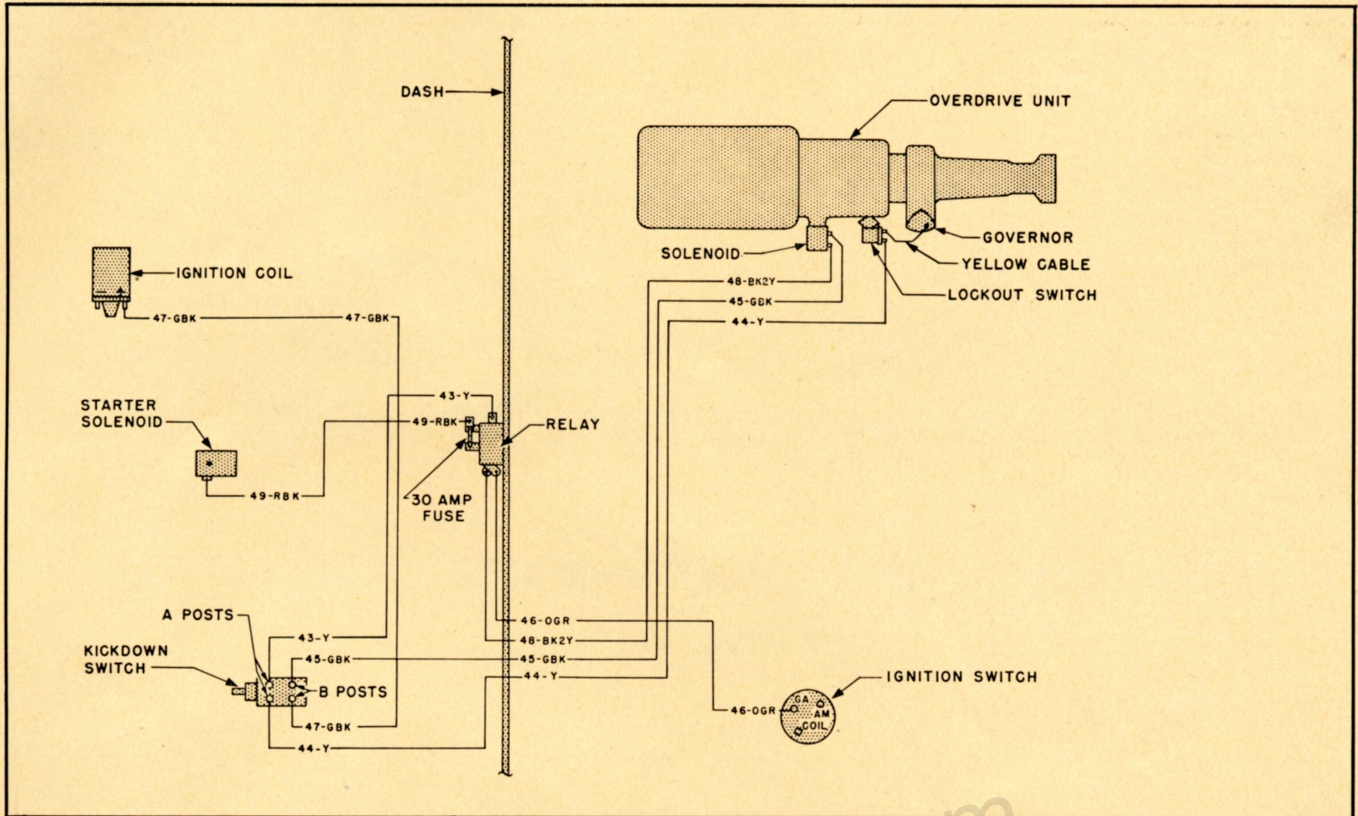 DASH
OVERDRIVE UNIT
SOLENOID
GOVERNOR
YELLOW CABLE
LOCKOUT SWITCH
IGNITION COIL
48-BK2Y
45-GBK
44-Y
47-GBK
47-GBK
43-Y
STARTER
SOLENOID
49-RBK
RELAY
49-RBK
30 AMP
FUSE
A POSTS
46-OGR
43-Y
48-BK2Y
KICKDOWN
SWITCH
45-GBK
45-GBK
44-Y
IGNITION SWITCH
B POSTS
GA
46-OGR
AM
COIL
47-GBK
44-Y
m